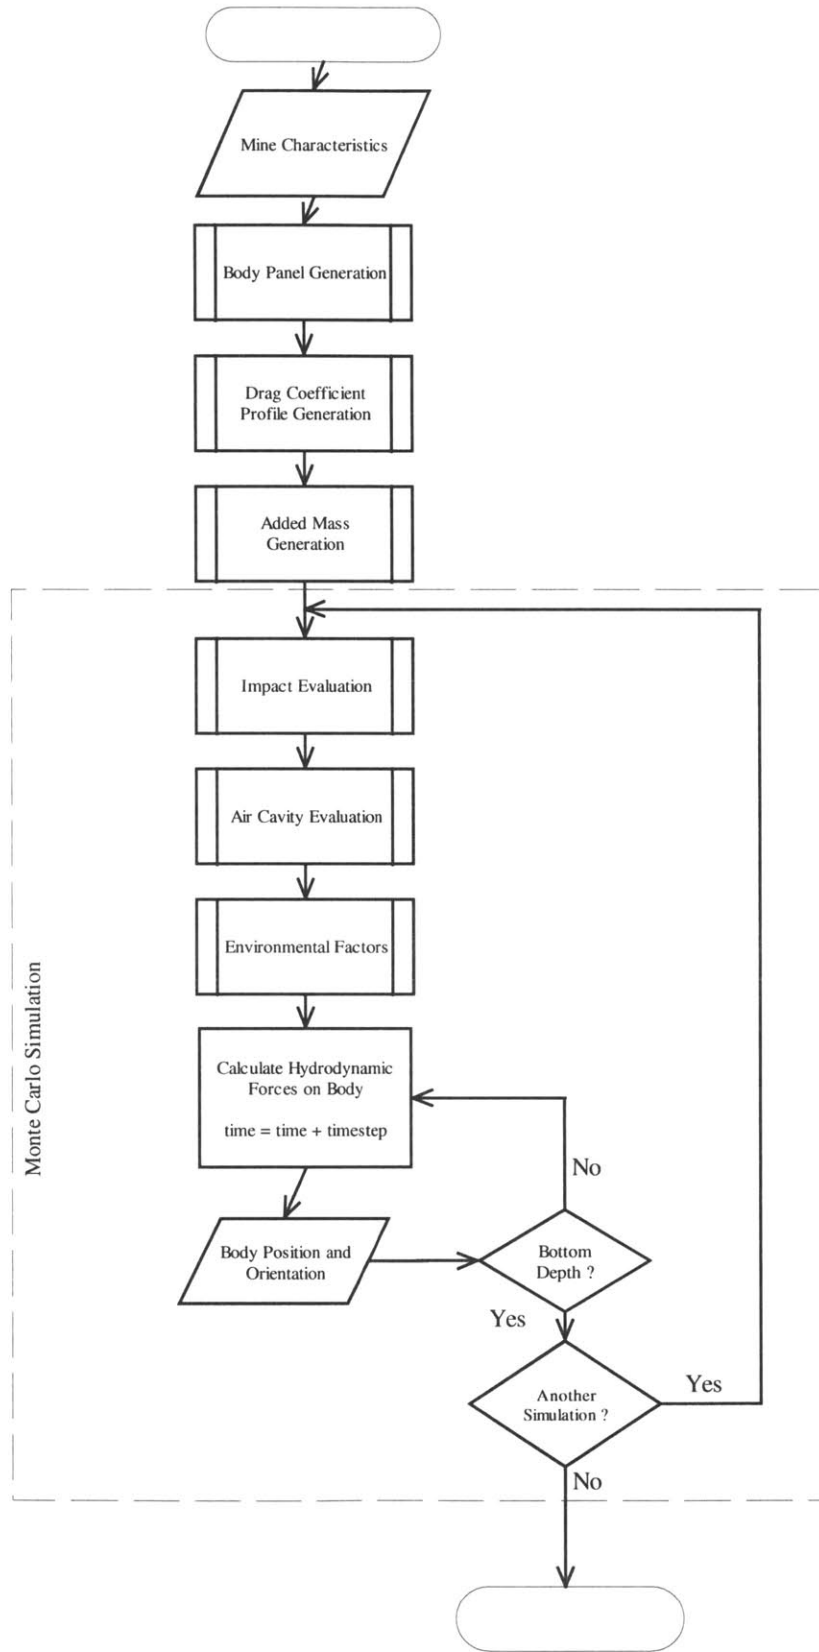 Mine Characteristics
Body Panel Generation
Drag Coefficient
Profile Generation
Added Mass
Generation
Impact Evaluation
Air Cavity Evaluation
Environmental Factors
Monte Carlo Simulation
Calculate Hydrodynamic
Forces on Body
time = time + timestep
No
Body Position and
Orientation
Bottom
Depth ?
Yes
Another
Simulation ?
Yes
No